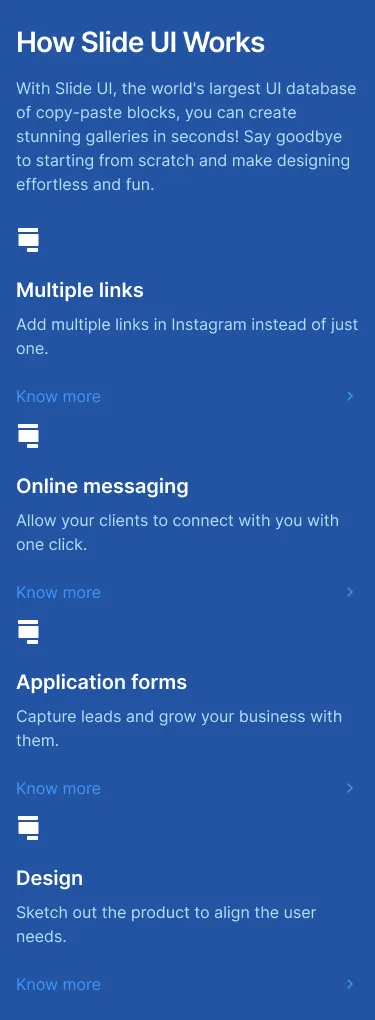 How Slide UI Works
With Slide UI, the world's largest UI database
of copy-paste blocks, you can create
stunning galleries in seconds! Say goodbye
to starting from scratch and make designing
effortless and fun.
Multiple links
Add multiple links in Instagram instead of just
one.
Know more
Online messaging
Allow your clients to connect with you with
one click.
Know more
Application forms
Capture leads and grow your business with
them.
Know more
Design
Sketch out the product to align the user
needs.
Know more